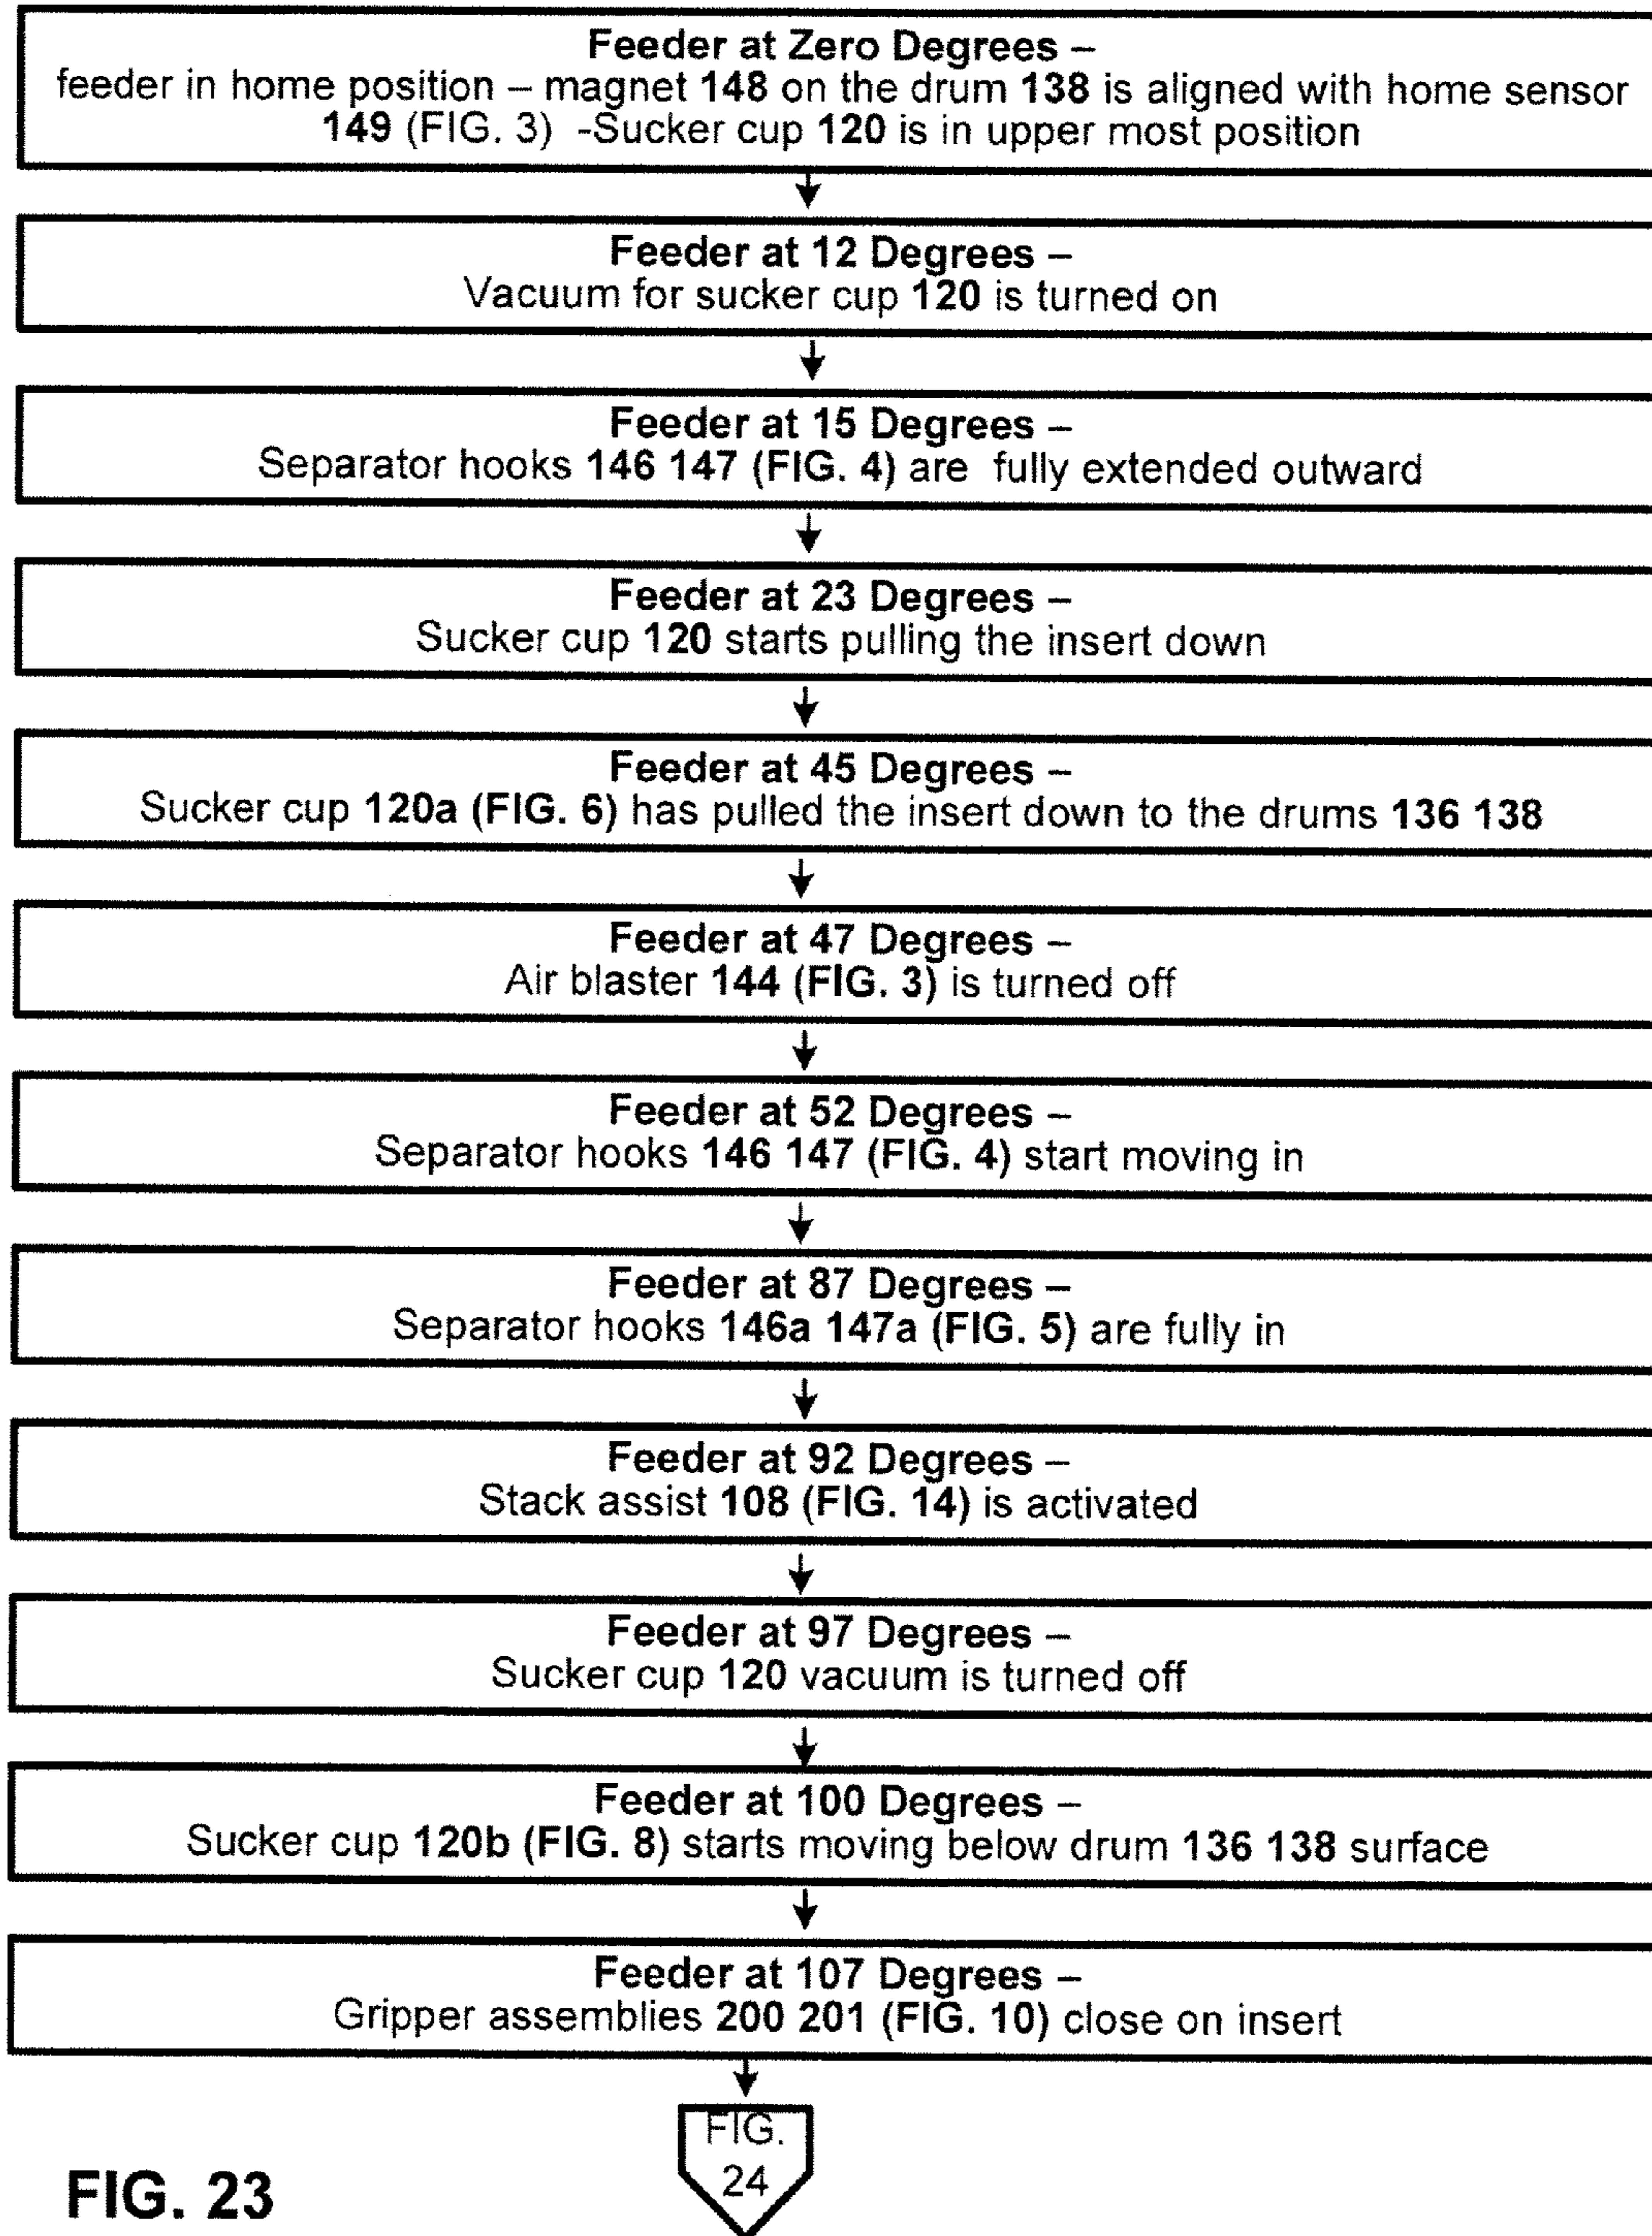 Feeder at Zero Degrees –
feeder in home position – magnet 148 on the drum 138 is aligned with home sensor
149 (FIG. 3) -Sucker cup 120 is in upper most position
Feeder at 12 Degrees –
Vacuum for sucker cup 120 is turned on
Feeder at 15 Degrees –
Separator hooks 146 147 (FIG. 4) are fully extended outward
Feeder at 23 Degrees –
Sucker cup 120 starts pulling the insert down
Feeder at 45 Degrees –
Sucker cup 120a (FIG. 6) has pulled the insert down to the drums 136 138
Feeder at 47 Degrees –
Air blaster 144 (FIG. 3) is turned off
Feeder at 52 Degrees –
Separator hooks 146 147 (FIG. 4) start moving in
Feeder at 87 Degrees –
Separator hooks 146a 147a (FIG. 5) are fully in
Feeder at 92 Degrees –
Stack assist 108 (FIG. 14) is activated
Feeder at 97 Degrees –
Sucker cup 120 vacuum is turned off
Feeder at 100 Degrees –
Sucker cup 120b (FIG. 8) starts moving below drum 136 138 surface
Feeder at 107 Degrees –
Gripper assemblies 200 201 (FIG. 10) close on insert
FIG.
24
FIG. 23